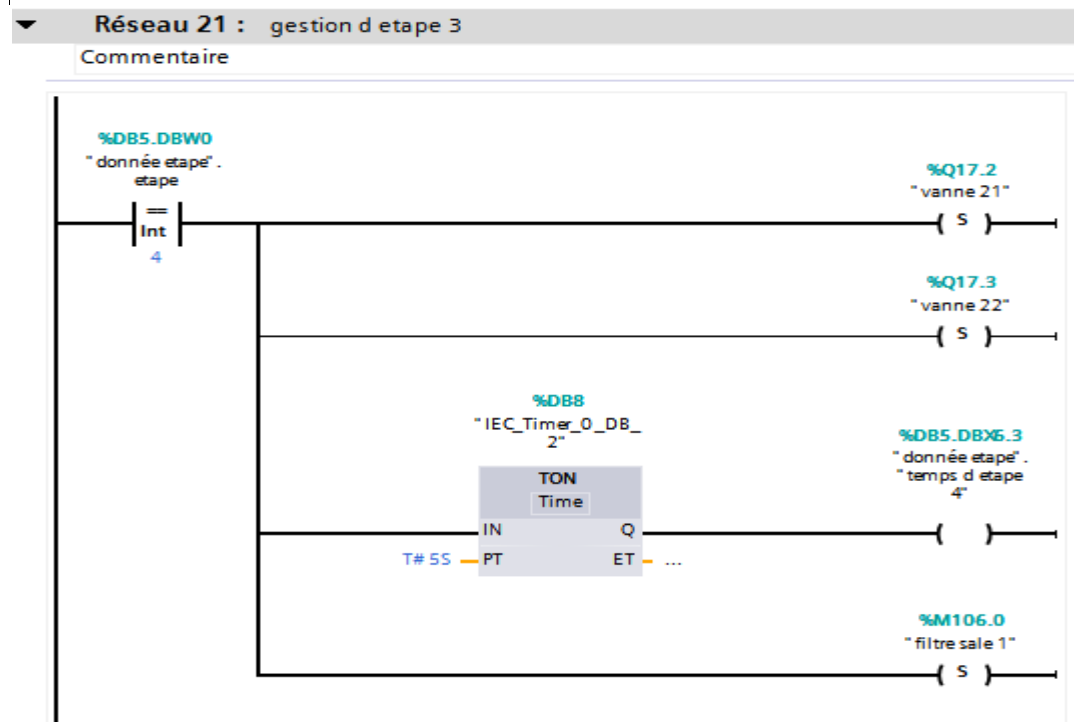 Réseau 21 : gestion d etape 3
Commentaire
%DB5.DBW0
"donnée etape".
etape
==
Int
4
%Q17.2
"vanne 21"
( S )
%Q17.3
"vanne 22"
( S )
%DB8
"IEC_Timer_0_DB_
2"
TON
Time
IN Q
T# 5S PT ET ...
%DB5.DBX6.3
"donnée etape".
"temps d etape
4"
( )
%M106.0
"filtre sale 1"
( S )